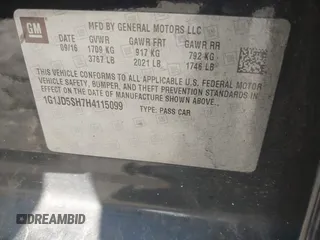 GM
MFD BY GENERAL MOTORS LLC
DATE GVWR GAWR FRT GAWR RR
09/16 1709 KG 917 KG 792 KG
3767 LB 2021 LB 1746 LB
THIS VEHICLE CONFORMS TO ALL APPLICABLE U.S. FEDERAL MOTOR
VEHICLE SAFETY, BUMPER, AND THEFT PREVENTION STANDARDS IN
EFFECT ON THE DATE OF MANUFACTURE SHOWN ABOVE.
1G1JD5SH7H4115099 TYPE: PASS CAR
DREAMBID